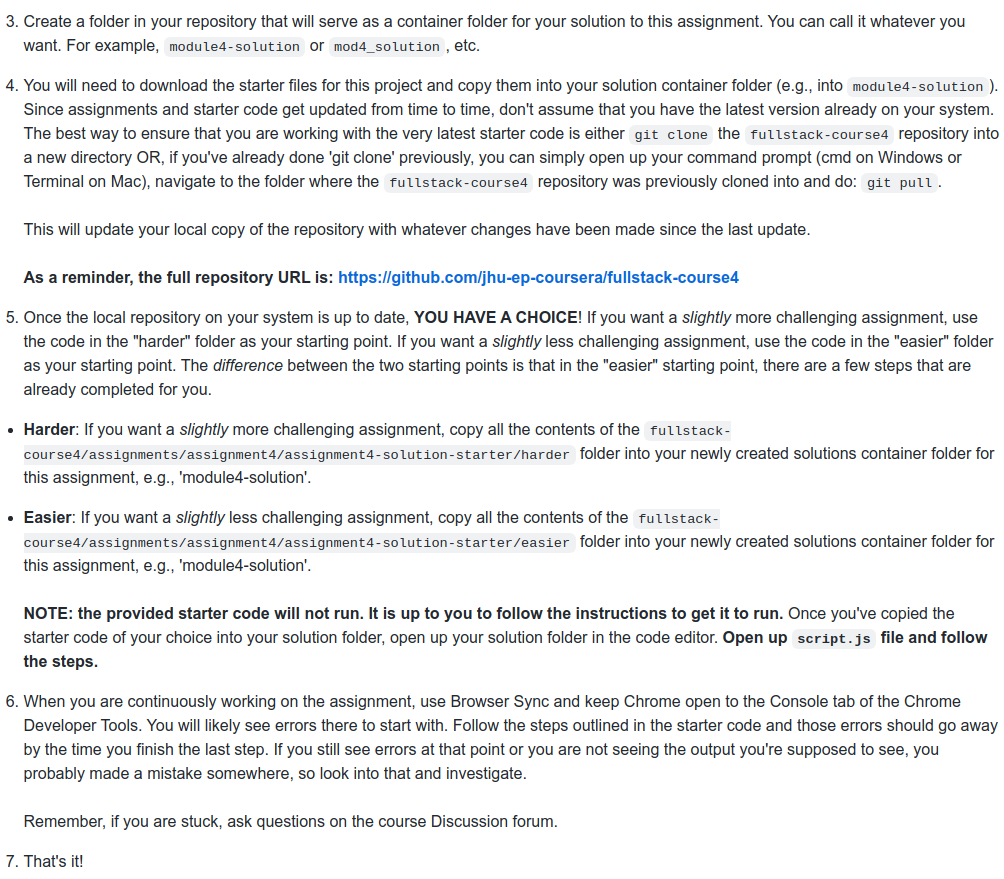 3. Create a folder in your repository that will serve as a container folder for your solution to this assignment. You can call it whatever you
want. For example, module4-solution or mod4_solution, etc.
4. You will need to download the starter files for this project and copy them into your solution container folder (e.g., into module4-solution).
Since assignments and starter code get updated from time to time, don't assume that you have the latest version already on your system.
The best way to ensure that you are working with the very latest starter code is either git clone the fullstack-course4 repository into
a new directory OR, if you've already done 'git clone' previously, you can simply open up your command prompt (cmd on Windows or
Terminal on Mac), navigate to the folder where the fullstack-course4 repository was previously cloned into and do: git pull.
This will update your local copy of the repository with whatever changes have been made since the last update.
As a reminder, the full repository URL is: https://github.com/jhu-ep-coursera/fullstack-course4
5. Once the local repository on your system is up to date, YOU HAVE A CHOICE! If you want a slightly more challenging assignment, use
the code in the "harder" folder as your starting point. If you want a slightly less challenging assignment, use the code in the "easier" folder
as your starting point. The difference between the two starting points is that in the "easier" starting point, there are a few steps that are
already completed for you.
• Harder: If you want a slightly more challenging assignment, copy all the contents of the fullstack-
course4/assignments/assignment4/assignment4-solution-starter/harder folder into your newly created solutions container folder for
this assignment, e.g., 'module4-solution'.
• Easier: If you want a slightly less challenging assignment, copy all the contents of the fullstack-
course4/assignments/assignment4/assignment4-solution-starter/easier folder into your newly created solutions container folder for
this assignment, e.g., 'module4-solution'.
NOTE: the provided starter code will not run. It is up to you to follow the instructions to get it to run. Once you've copied the
starter code of your choice into your solution folder, open up your solution folder in the code editor. Open up script.js file and follow
the steps.
6. When you are continuously working on the assignment, use Browser Sync and keep Chrome open to the Console tab of the Chrome
Developer Tools. You will likely see errors there to start with. Follow the steps outlined in the starter code and those errors should go away
by the time you finish the last step. If you still see errors at that point or you are not seeing the output you're supposed to see, you
probably made a mistake somewhere, so look into that and investigate.
Remember, if you are stuck, ask questions on the course Discussion forum.
7. That's it!